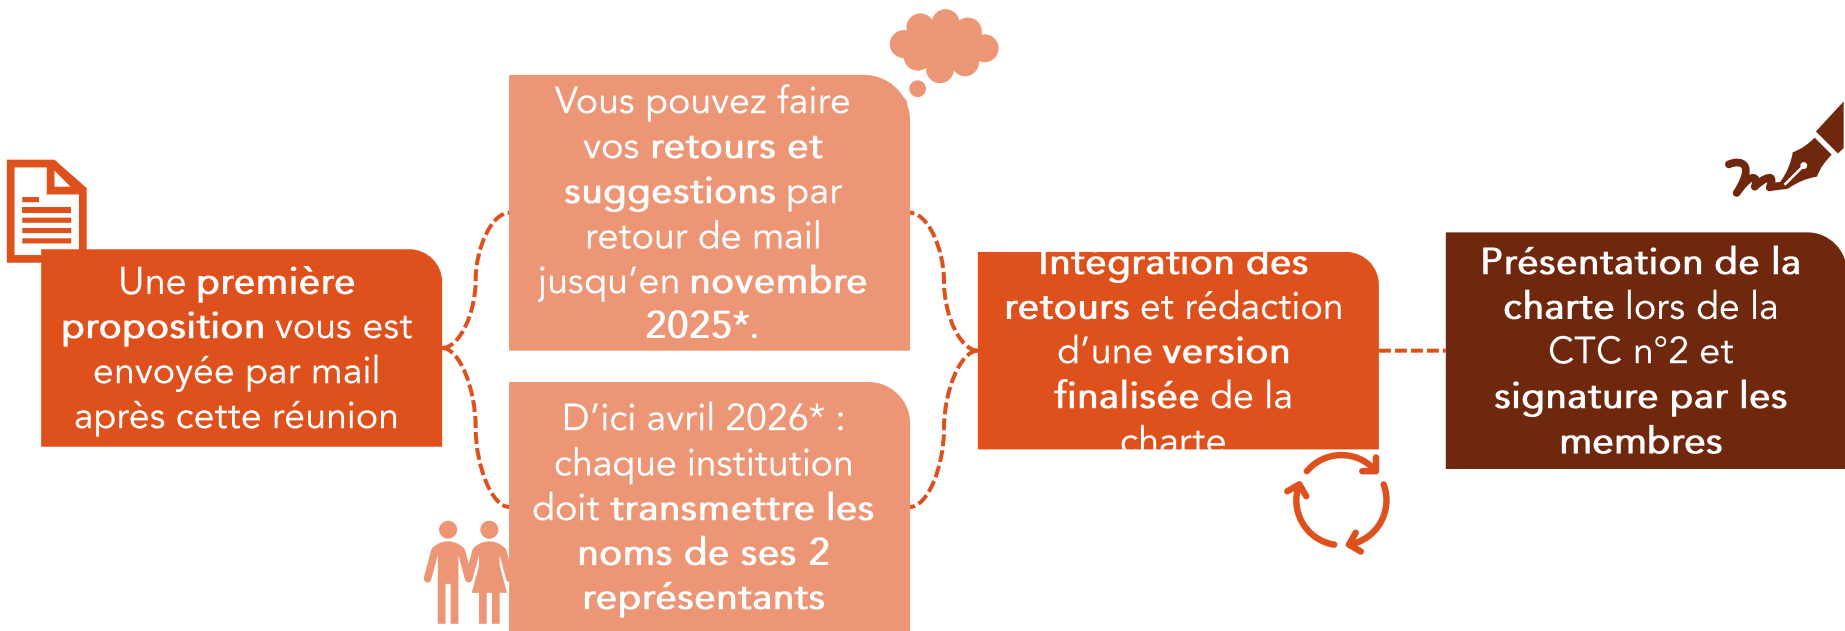 Une première
proposition vous est
envoyée par mail
après cette réunion
Vous pouvez faire
vos retours et
suggestions par
retour de mail
jusqu’en novembre
2025*.
D’ici avril 2026* :
chaque institution
doit transmettre les
noms de ses 2
représentants
Intégration des
retours et rédaction
d’une version
finalisée de la
charte
Présentation de la
charte lors de la
CTC n°2 et
signature par les
membres